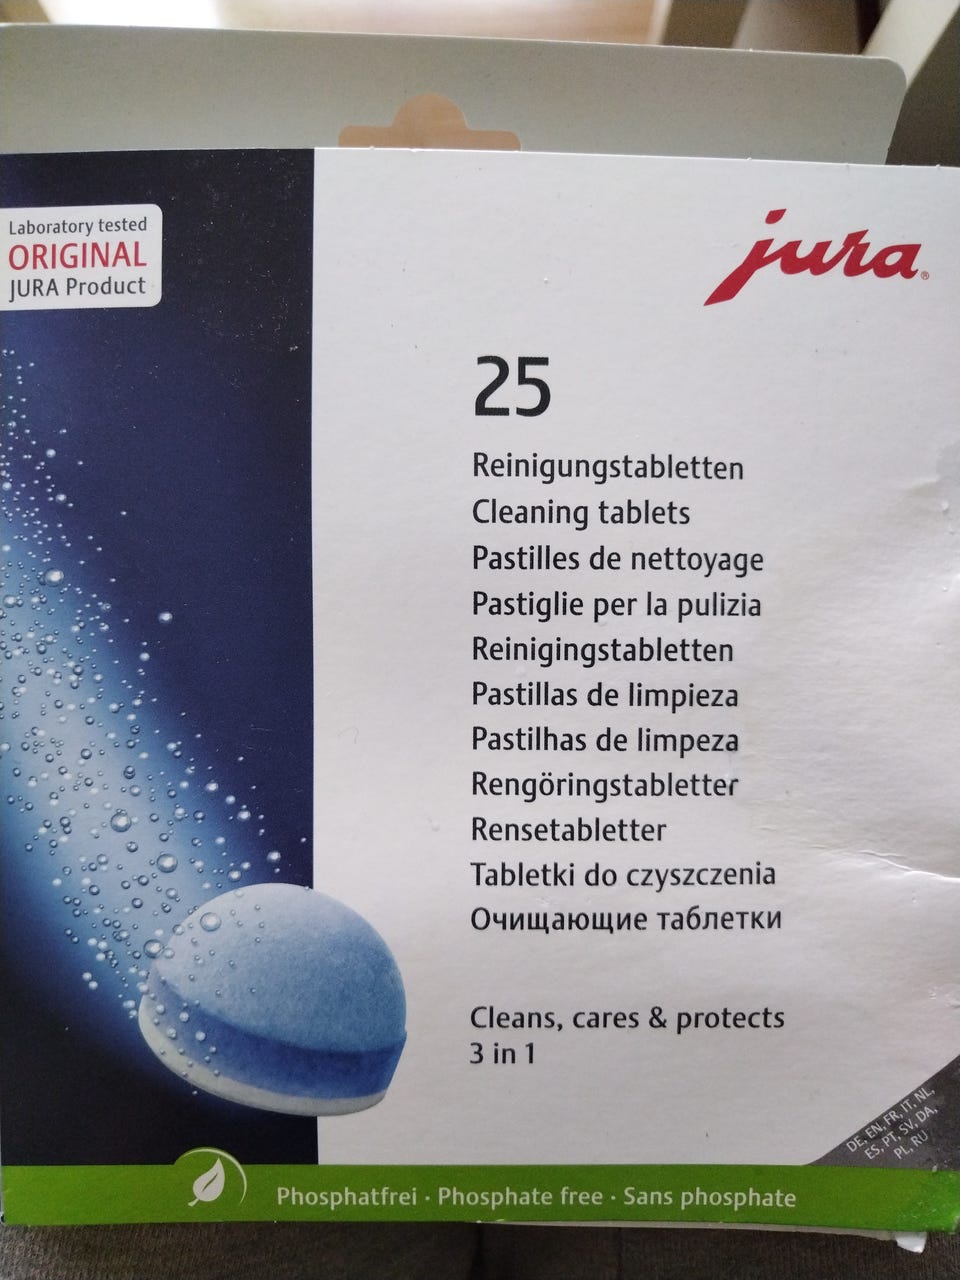 Laboratory tested
ORIGINAL
JURA Product
jura®
25
Reinigungstabletten
Cleaning tablets
Pastilles de nettoyage
Pastiglie per la pulizia
Reinigingstabletten
Pastillas de limpieza
Pastilhas de limpeza
Rengöringstabletter
Rensetabletter
Tabletki do czyszczenia
Очищающие таблетки
Cleans, cares & protects
3 in 1
DE, EN, FR, IT, NL,
ES, PT, SV, DA,
PL, RU
Phosphatfrei · Phosphate free · Sans phosphate